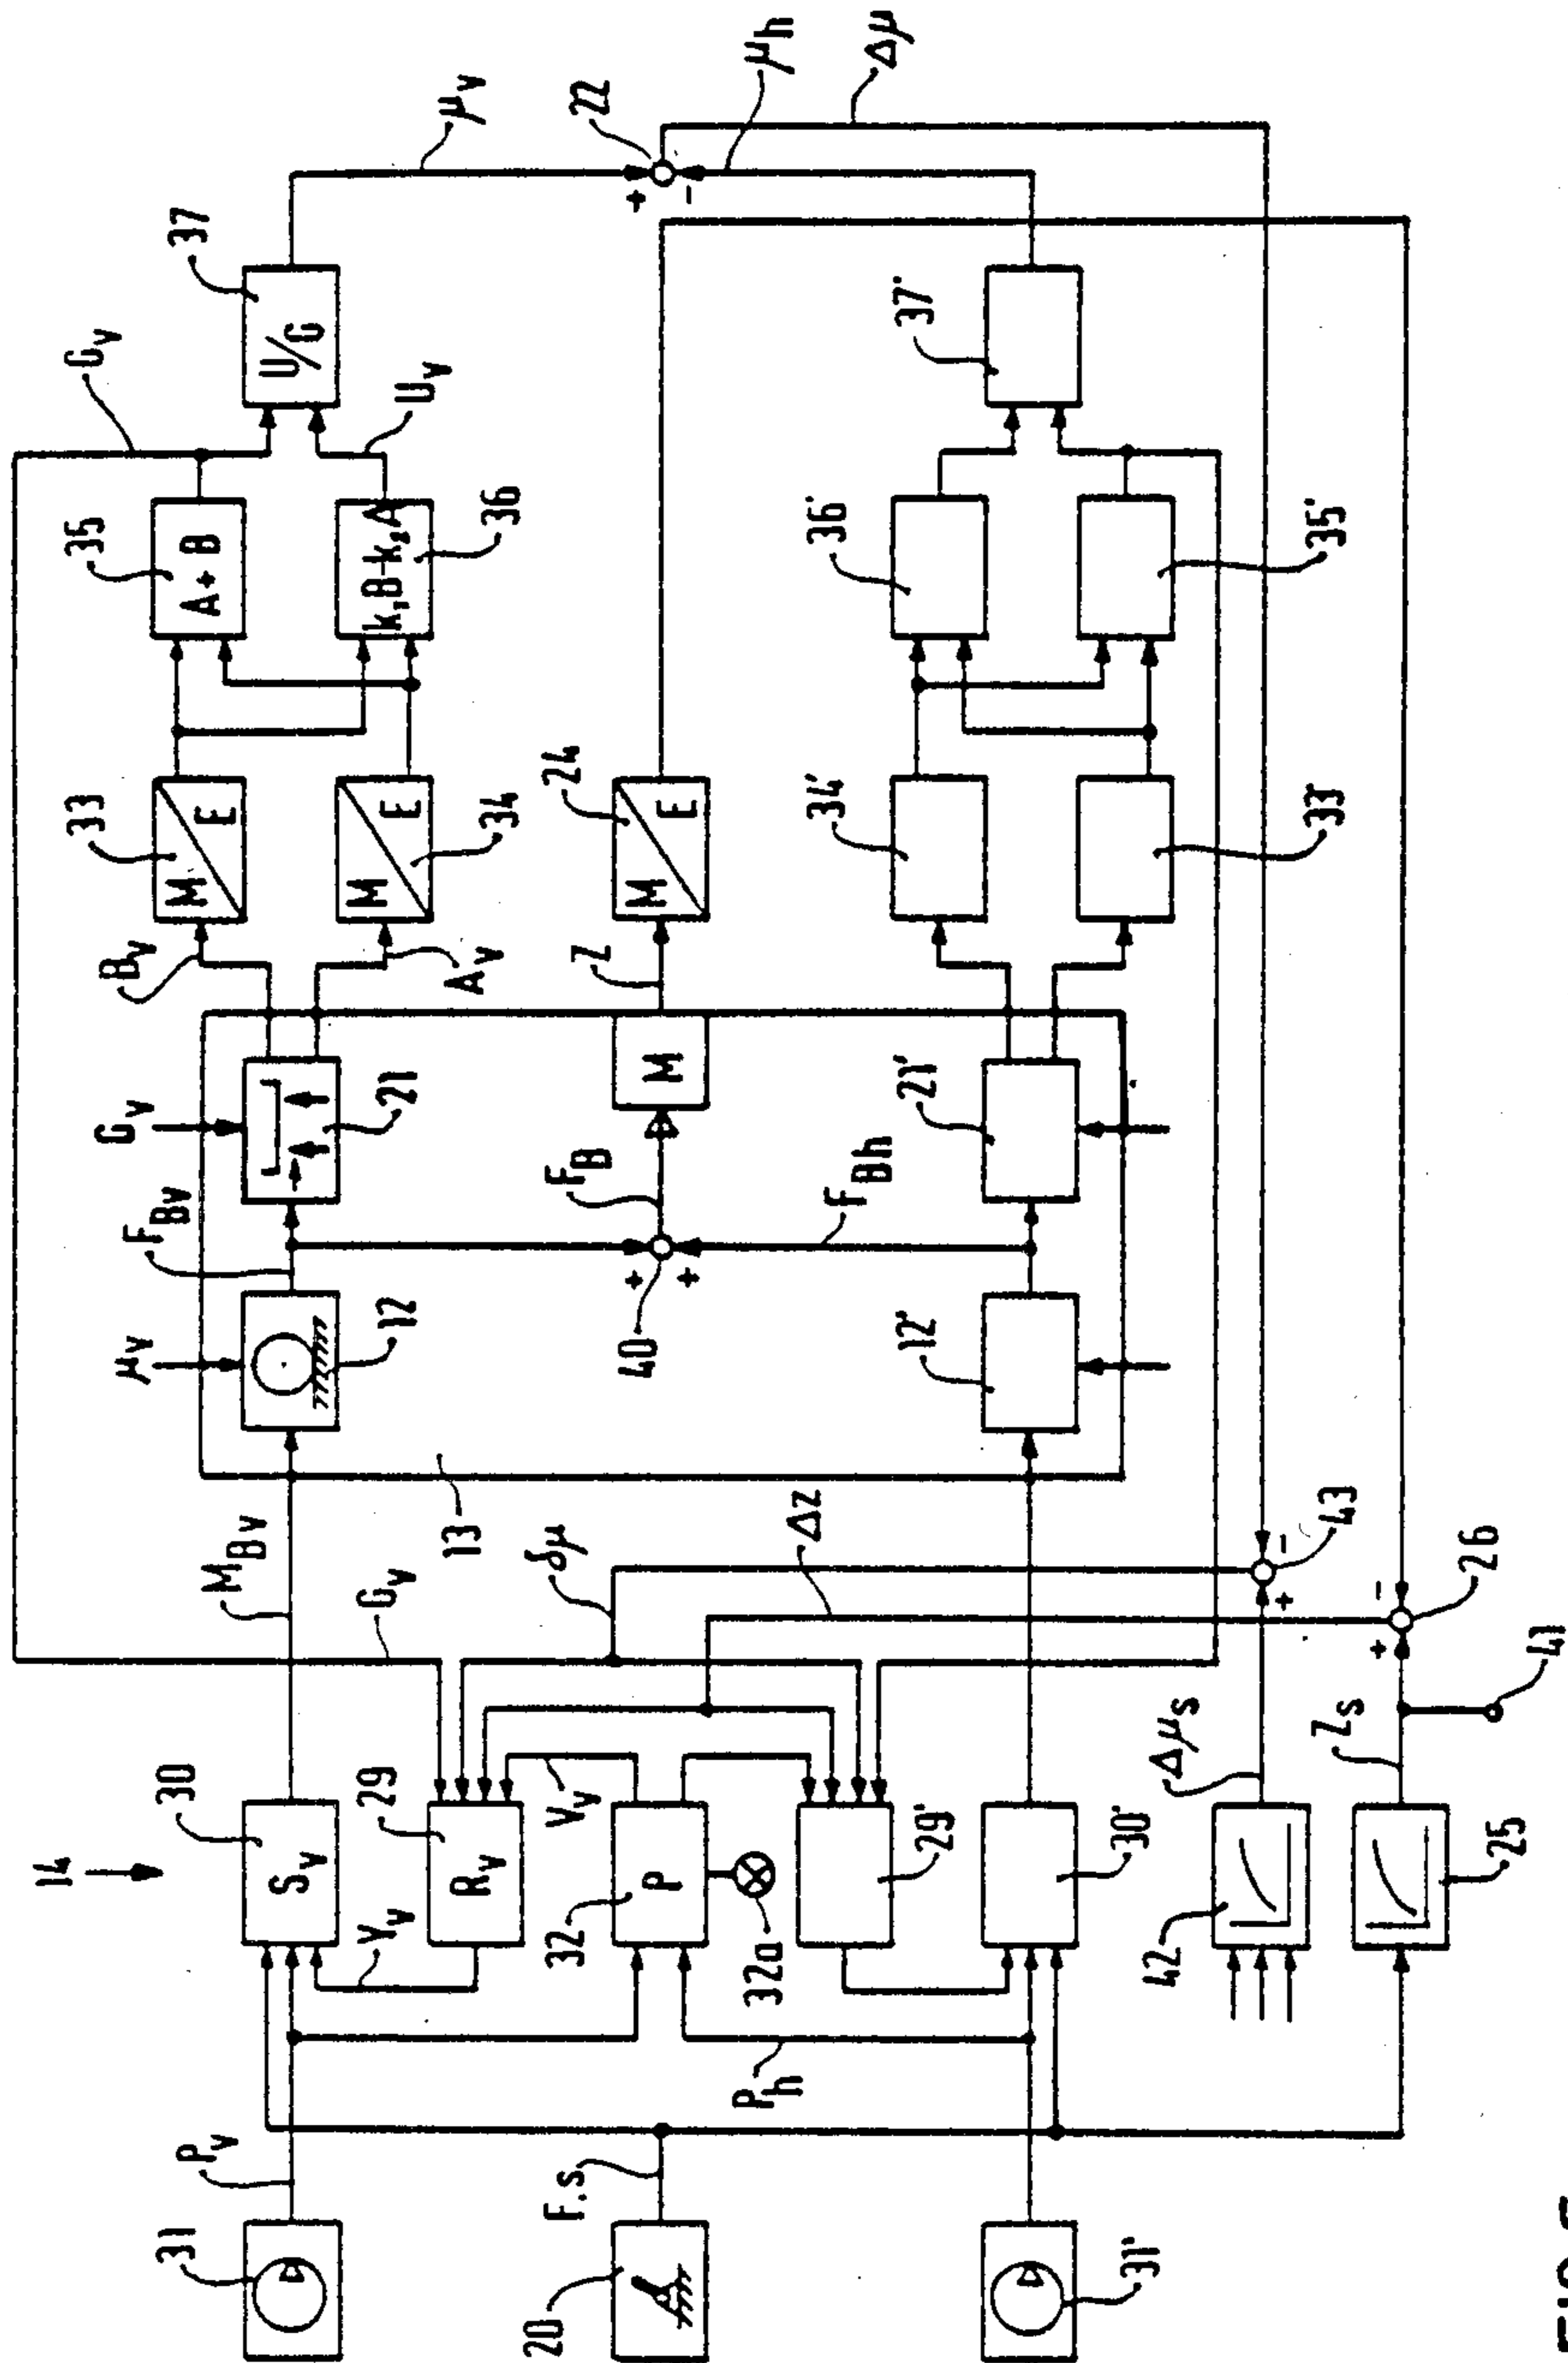 14
31
Pv
30
Sv
MBv
Gv
29
Rv
Yv
Vv
32
P
32a
20
F.s
Ph
29'
30'
31'
42
Δμs
25
Zs
41
26
+
-
43
+
-
δμ
Δz
13
μv
12
FBv
Gv
21
40
+
+
FB
FBh
M
Z
12'
21'
Bv
Av
33
M
E
34
M
E
24
M
E
34'
33'
35
A+B
36
k1B-k2A
Gv
Uv
37
U/G
36'
35'
37'
μv
22
+
-
μh
Δμ